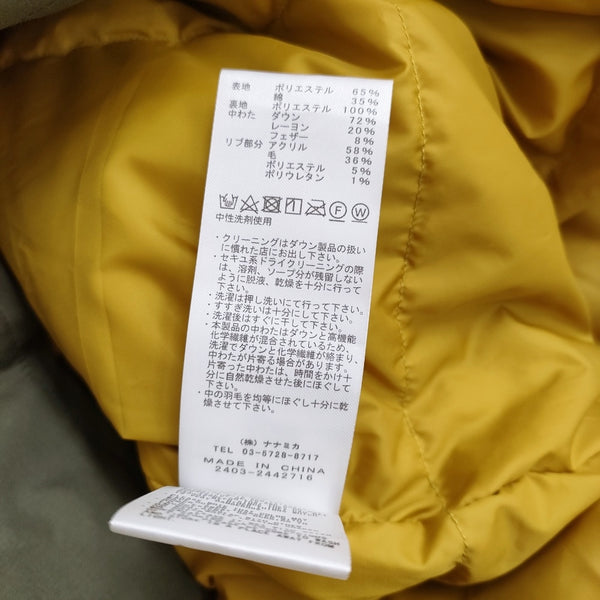 表地 ポリエステル 65%
綿 35%
裏地 ポリエステル 100%
中わた ダウン 72%
レーヨン 20%
フェザー 8%
リブ部分 アクリル 58%
毛 36%
ポリエステル 5%
ポリウレタン 1%
F W
中性洗剤使用
・クリーニングはダウン製品の扱い
に慣れた店にお出し下さい。
・セキユ系ドライクリーニングの際
は、溶剤、ソープ分が残留しない
ように脱液、乾燥を十分に行って
下さい。
・洗濯は押し洗いにて行って下さい。
・すすぎ洗いは十分にして下さい。
・洗濯後はすぐに干して下さい。
・本製品の中わたはダウンと高機能
化学繊維が混合されているため、
洗濯でダウンと化学繊維が絡まり、
中わたが片寄る場合があります。
片寄った中わたは、時間をかけ十
分に自然乾燥させた後にほぐして
下さい。
・中の羽毛を均等にほぐし十分に乾
燥させて下さい。
(株) ナナミカ
TEL 03-5728-8717
MADE IN CHINA
2403-2442716